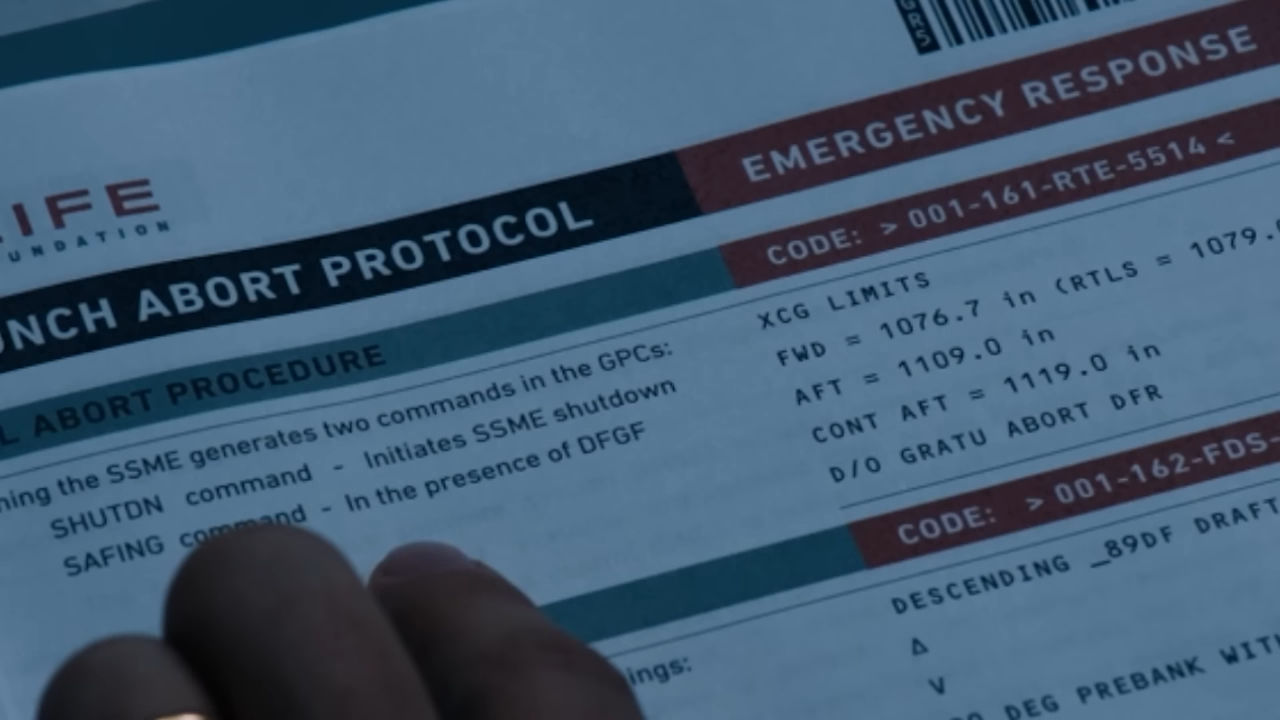 GRS
EMERGENCY RESPONSE
IFE
UNDATION
NCH ABORT PROTOCOL
CODE: > 001-161-RTE-5514 <
L ABORT PROCEDURE
XCG LIMITS
FWD = 1076.7 in (RTLS = 1079.
AFT = 1109.0 in
CONT AFT = 1119.0 in
D/O GRATU ABORT DFR
ning the SSME generates two commands in the GPCs:
SHUTDN command - Initiates SSME shutdown
SAFING command - In the presence of DFGF
CODE: > 001-162-FDS-
DESCENDING _89DF DRAFT
Δ
V
DEG PREBANK WITH
ings: